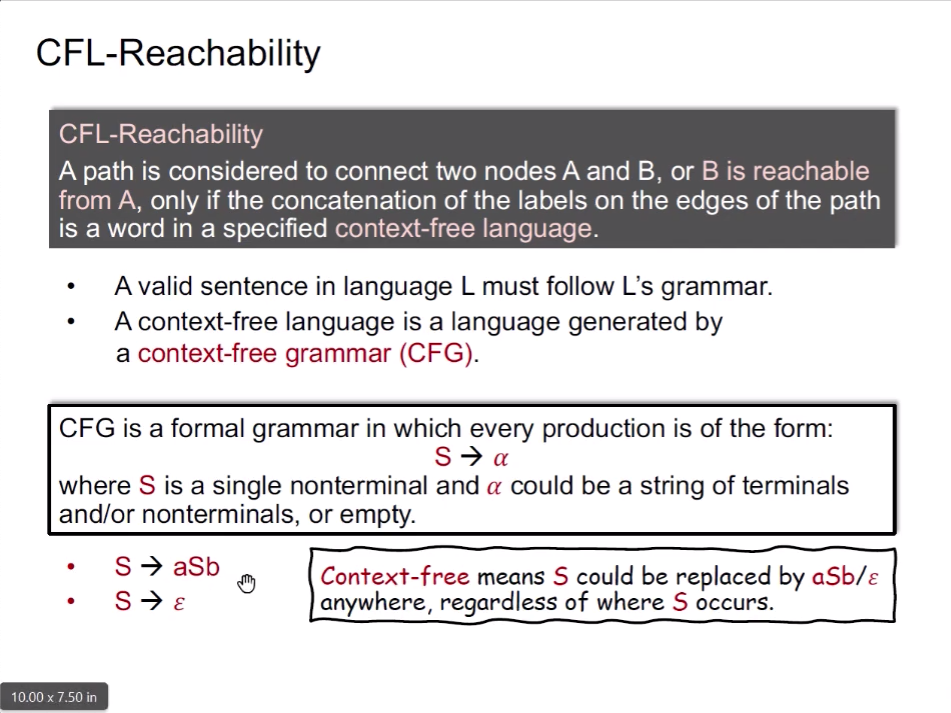 CFL-Reachability
CFL-Reachability
A path is considered to connect two nodes A and B, or B is reachable
from A, only if the concatenation of the labels on the edges of the path
is a word in a specified context-free language.
• A valid sentence in language L must follow L’s grammar.
• A context-free language is a language generated by
a context-free grammar (CFG).
CFG is a formal grammar in which every production is of the form:
S → α
where S is a single nonterminal and α could be a string of terminals
and/or nonterminals, or empty.
• S → aSb
• S → ε
Context-free means S could be replaced by aSb/ε
anywhere, regardless of where S occurs.
10.00 x 7.50 in